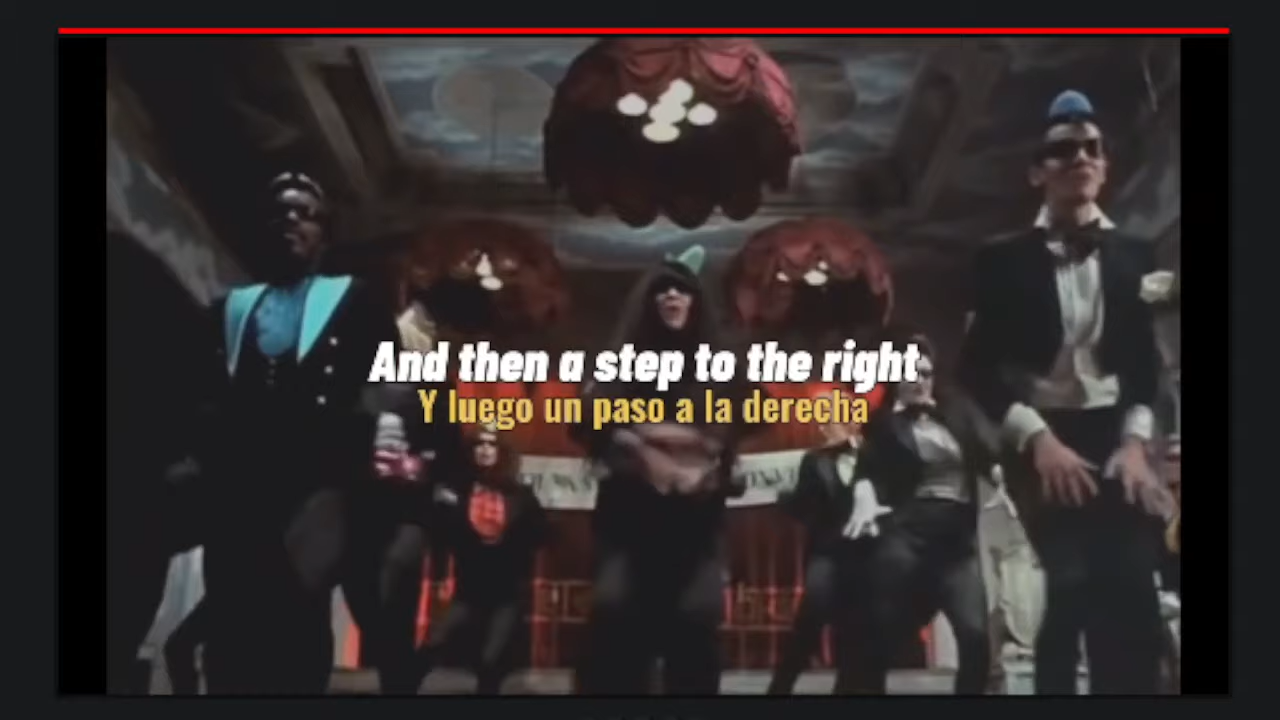 And then a step to the right
Y luego un paso a la derecha